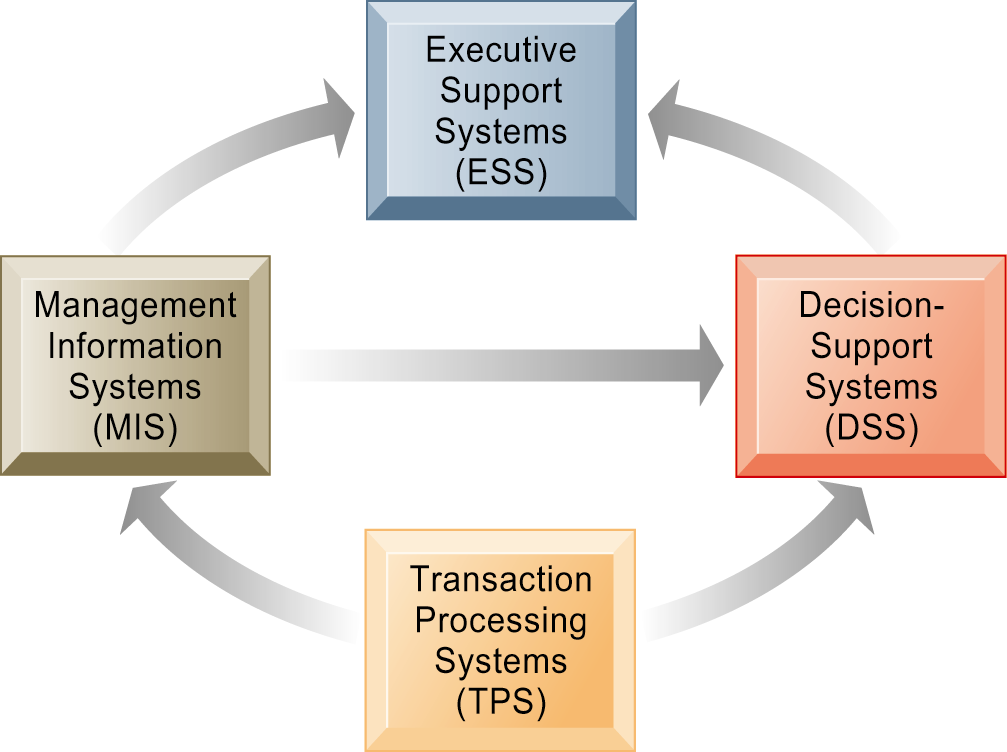 Executive
Support
Systems
(ESS)
Management
Information
Systems
(MIS)
Decision-
Support
Systems
(DSS)
Transaction
Processing
Systems
(TPS)